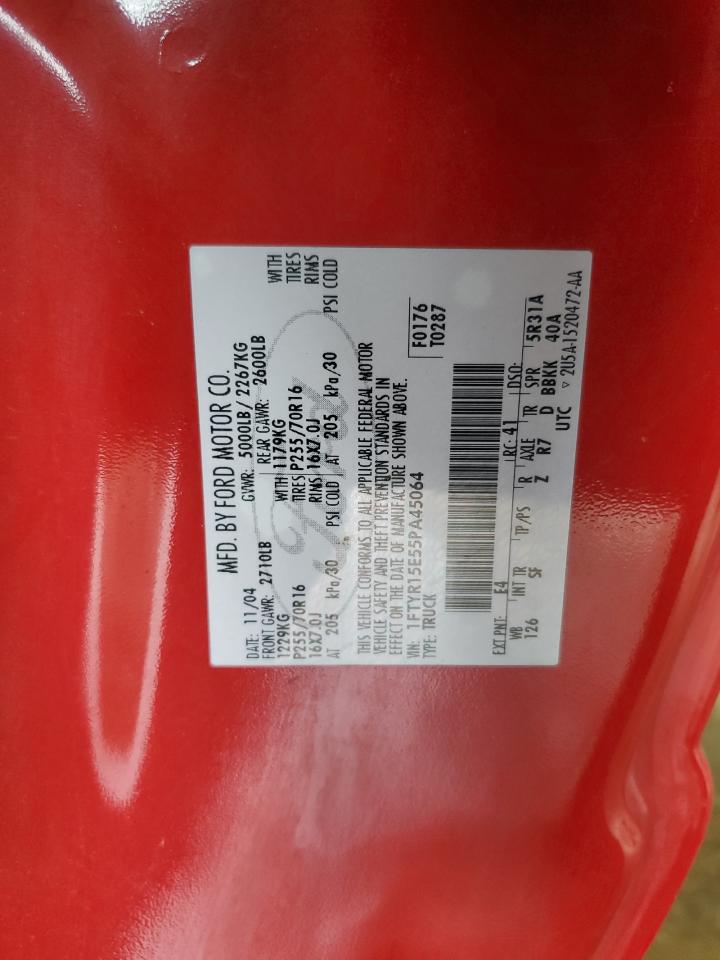 MFD. BY FORD MOTOR CO.
DATE: 11/04 GVWR: 5000LB / 2267KG
FRONT GAWR: 2710LB REAR GAWR: 2600LB
1229KG WITH 1179KG WITH
P255/70R16 TIRES P255/70R16 TIRES
16X7.0J RIMS 16X7.0J RIMS
AT 205 kPa/30 PSI COLD AT 205 kPa/30 PSI COLD
THIS VEHICLE CONFORMS TO ALL APPLICABLE FEDERAL MOTOR
VEHICLE SAFETY AND THEFT PREVENTION STANDARDS IN
EFFECT ON THE DATE OF MANUFACTURE SHOWN ABOVE.
VIN: 1FTYR15E55PA45064 F0176
TYPE: TRUCK T0287
EXT PNT: E4 RC: 41 DSO:
WB INT TR TP/PS R AXLE TR SPR 5R31A
126 SF Z R7 D BBKK 40A
UTC ▽ 2U5A-1520472-AA
Ford